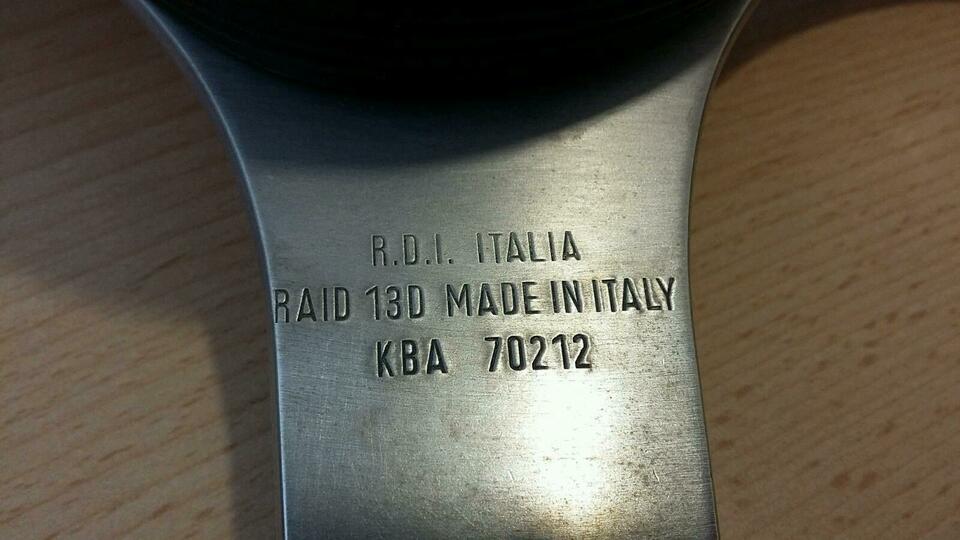 R.D.I. ITALIA
RAID 13D MADE IN ITALY
KBA 70212